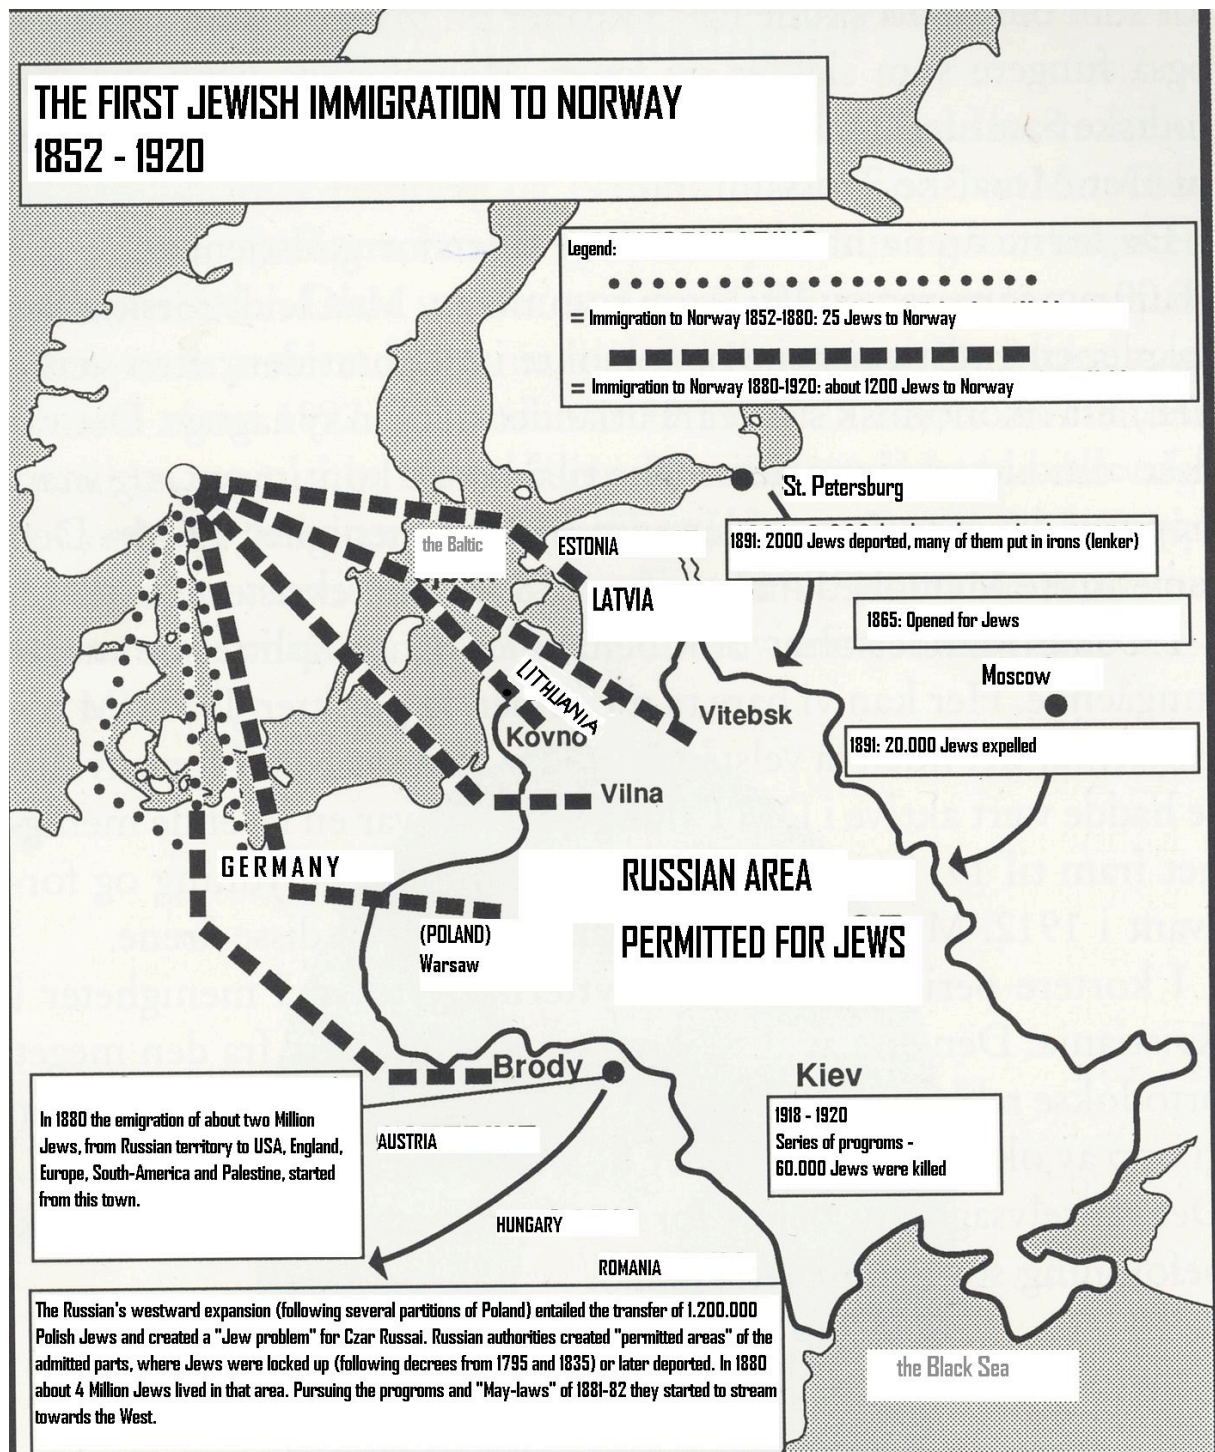 THE FIRST JEWISH IMMIGRATION TO NORWAY
1852 - 1920
Legend:
= Immigration to Norway 1852-1880: 25 Jews to Norway
= Immigration to Norway 1880-1920: about 1200 Jews to Norway
St. Petersburg
1891: 2000 Jews deported, many of them put in irons (lenker)
the Baltic
ESTONIA
LATVIA
1865: Opened for Jews
Moscow
LITHUANIA
Vitebsk
Kovno
1891: 20.000 Jews expelled
Vilna
GERMANY
RUSSIAN AREA
PERMITTED FOR JEWS
(POLAND)
Warsaw
Brody
Kiev
1918 - 1920
Series of progroms -
60.000 Jews were killed
In 1880 the emigration of about two Million
Jews, from Russian territory to USA, England,
Europe, South-America and Palestine, started
from this town.
AUSTRIA
HUNGARY
ROMANIA
The Russian's westward expansion (following several partitions of Poland) entailed the transfer of 1.200.000
Polish Jews and created a "Jew problem" for Czar Russai. Russian authorities created "permitted areas" of the
admitted parts, where Jews were locked up (following decrees from 1795 and 1835) or later deported. In 1880
about 4 Million Jews lived in that area. Pursuing the progroms and "May-laws" of 1881-82 they started to stream
towards the West.
the Black Sea